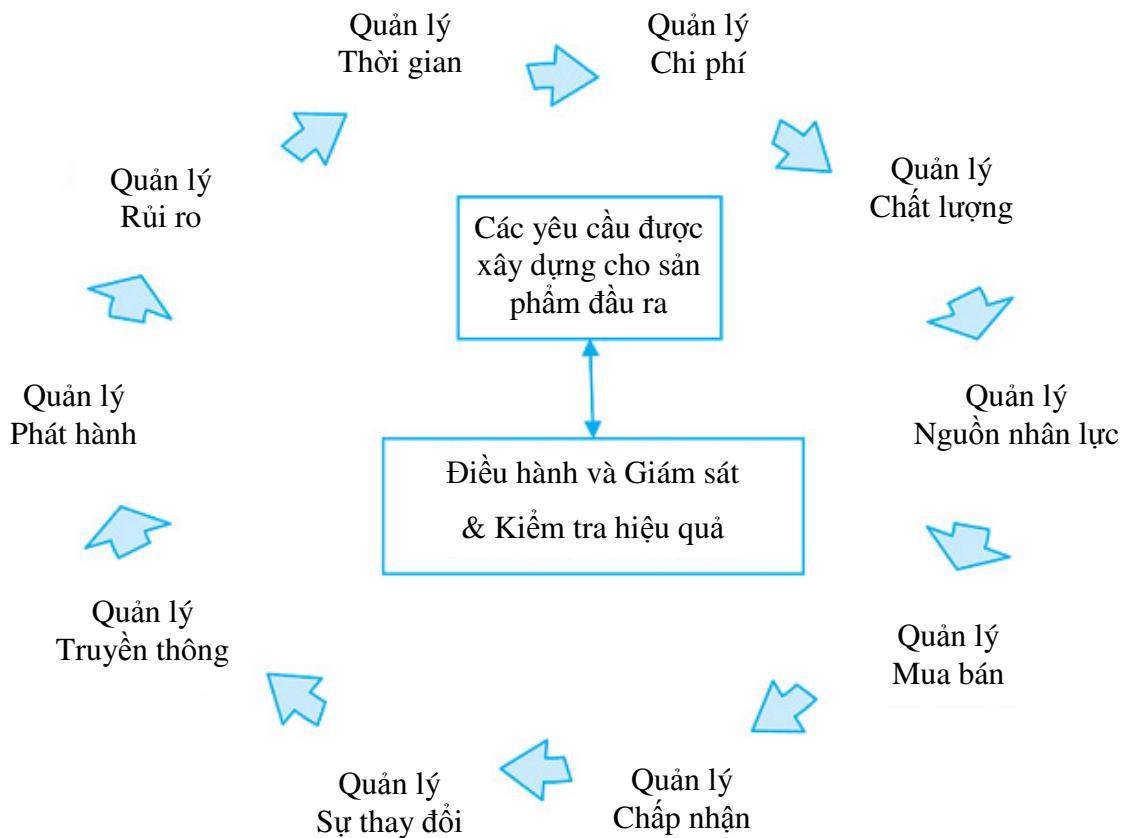 Quản lý
Thời gian
Quản lý
Chi phí
Quản lý
Chất lượng
Quản lý
Rủi ro
Các yêu cầu được
xây dựng cho sản
phẩm đầu ra
Quản lý
Phát hành
Quản lý
Nguồn nhân lực
Điều hành và Giám sát
& Kiểm tra hiệu quả
Quản lý
Truyền thông
Quản lý
Mua bán
Quản lý
Sự thay đổi
Quản lý
Chấp nhận